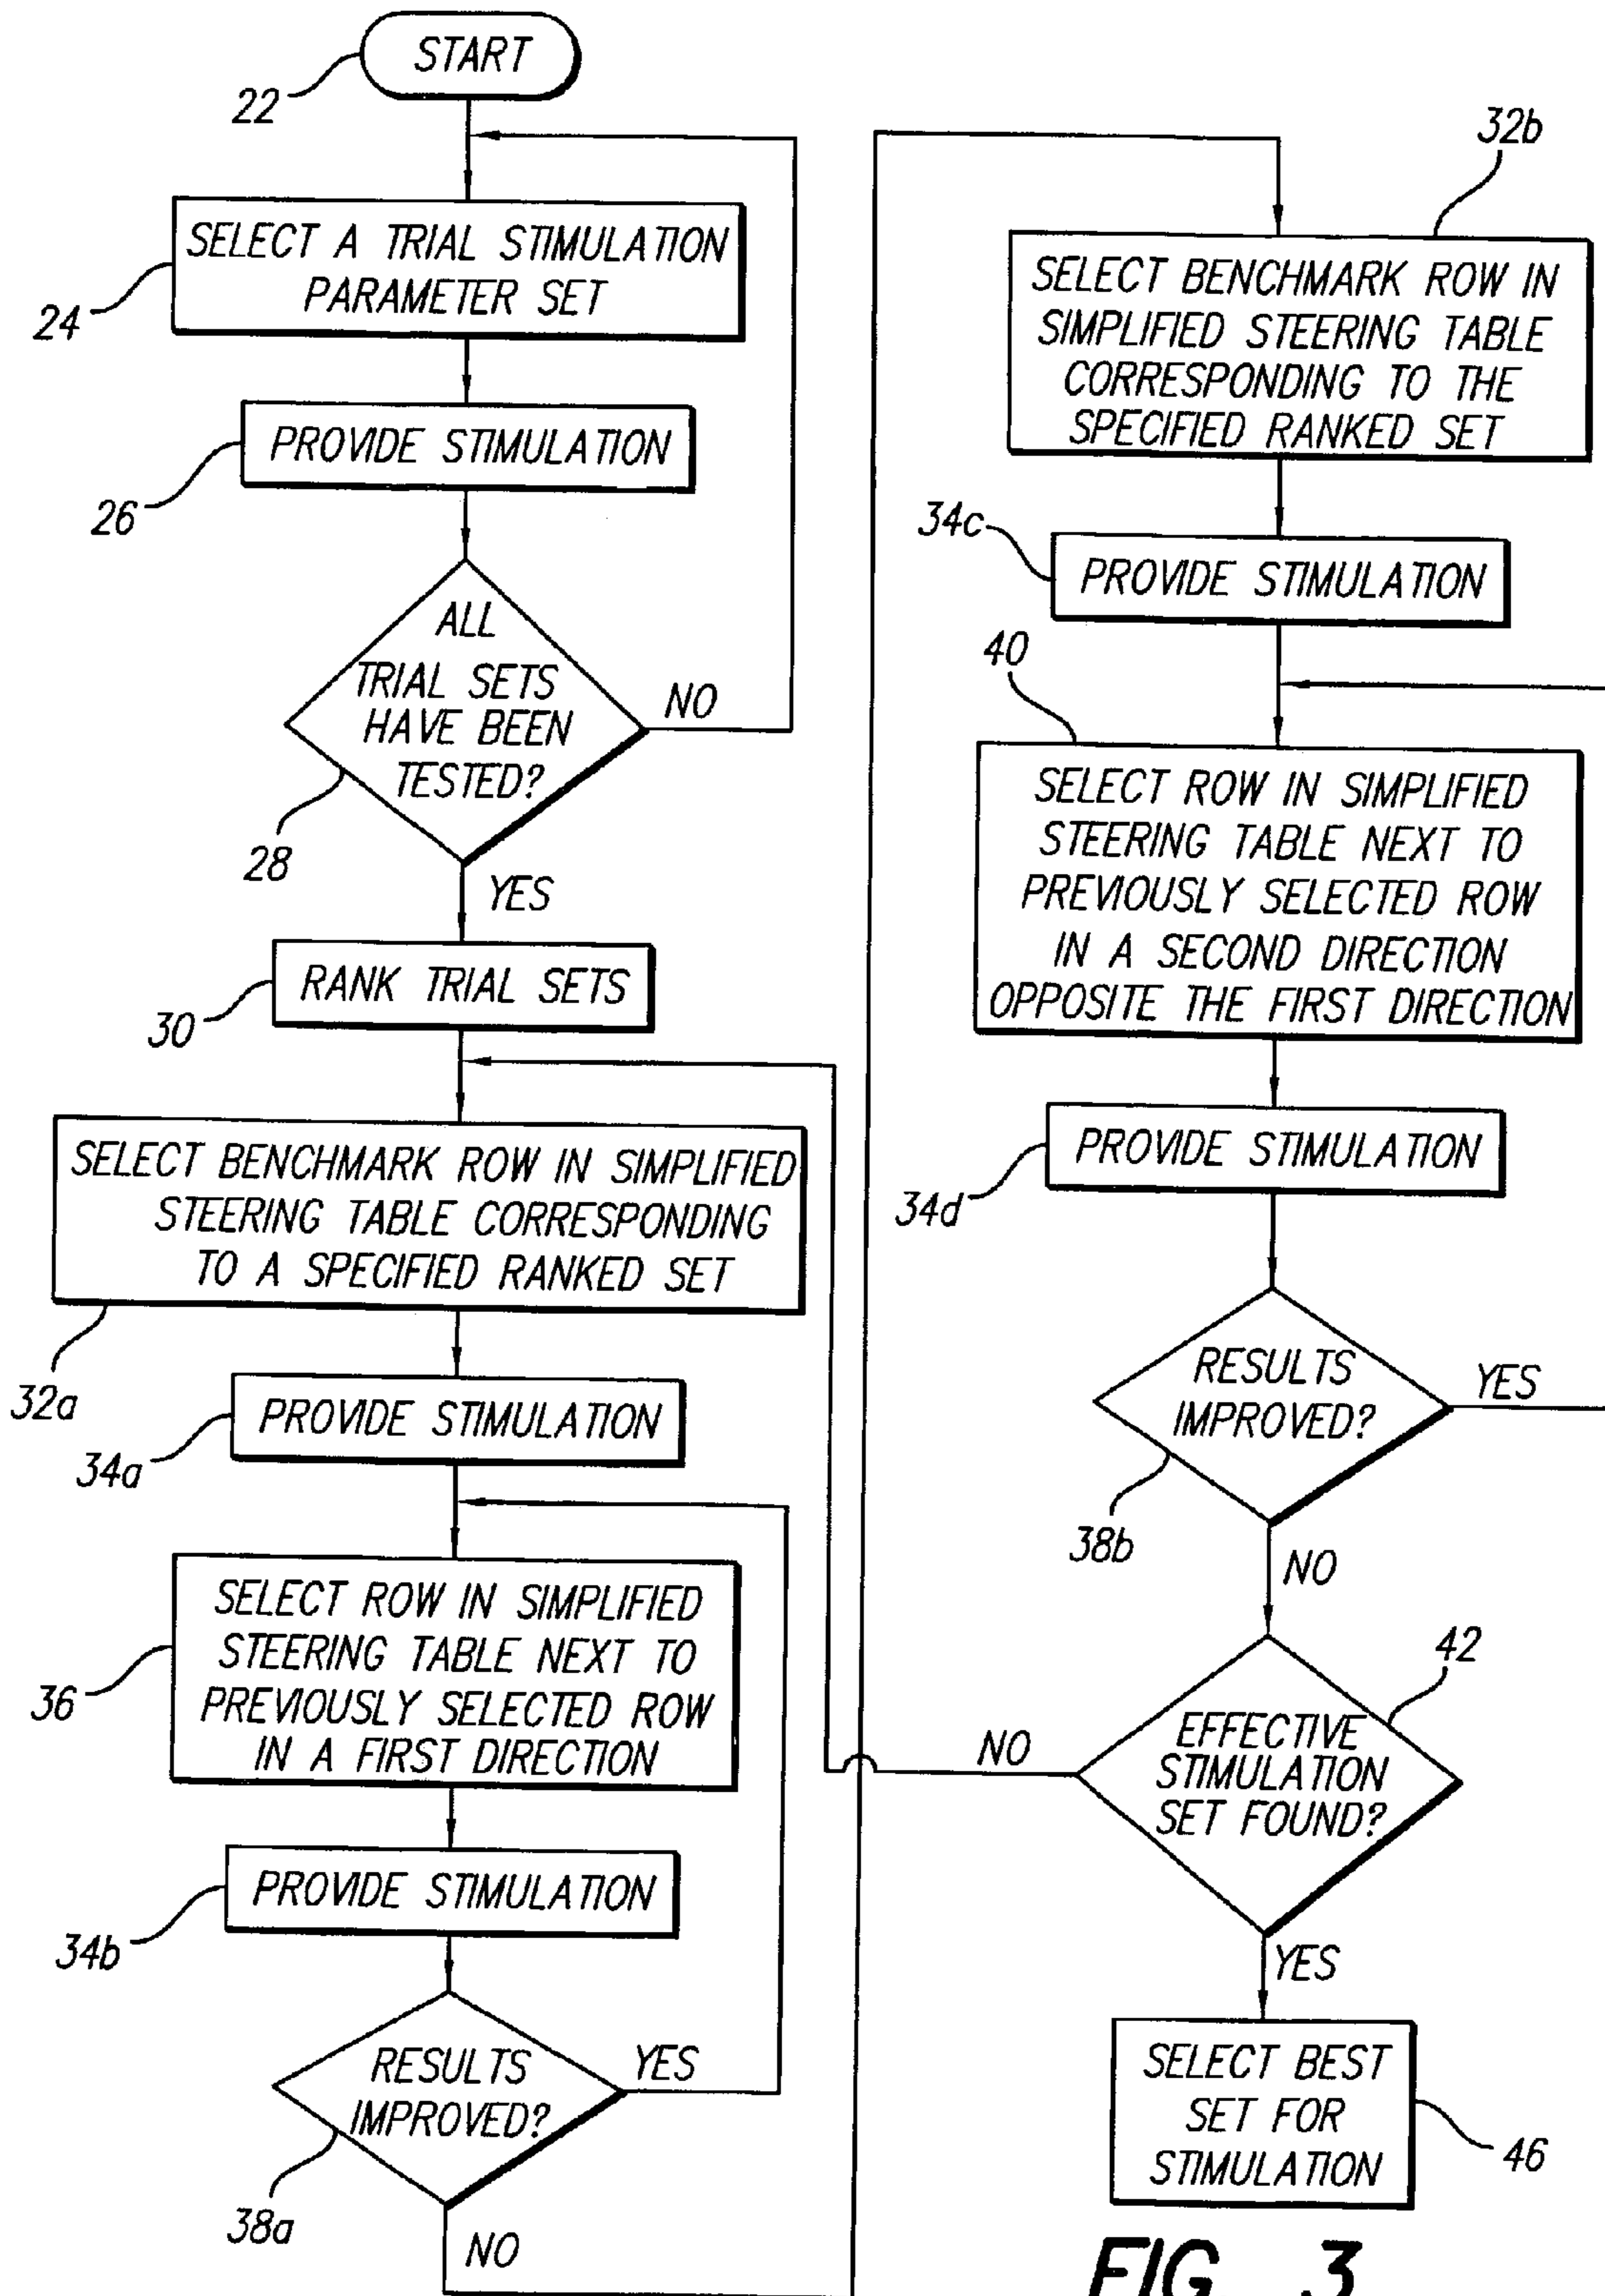 START
22
SELECT A TRIAL STIMULATION
PARAMETER SET
24
PROVIDE STIMULATION
26
ALL
TRIAL SETS
HAVE BEEN
TESTED?
NO
28
YES
RANK TRIAL SETS
30
SELECT BENCHMARK ROW IN SIMPLIFIED
STEERING TABLE CORRESPONDING
TO A SPECIFIED RANKED SET
32a
PROVIDE STIMULATION
34a
SELECT ROW IN SIMPLIFIED
STEERING TABLE NEXT TO
PREVIOUSLY SELECTED ROW
IN A FIRST DIRECTION
36
PROVIDE STIMULATION
34b
RESULTS
IMPROVED?
YES
38a
NO
32b
SELECT BENCHMARK ROW IN
SIMPLIFIED STEERING TABLE
CORRESPONDING TO THE
SPECIFIED RANKED SET
34c
PROVIDE STIMULATION
40
SELECT ROW IN SIMPLIFIED
STEERING TABLE NEXT TO
PREVIOUSLY SELECTED ROW
IN A SECOND DIRECTION
OPPOSITE THE FIRST DIRECTION
PROVIDE STIMULATION
34d
RESULTS
IMPROVED?
YES
38b
NO
42
EFFECTIVE
STIMULATION
SET FOUND?
NO
YES
SELECT BEST
SET FOR
STIMULATION
46
FIG. 3